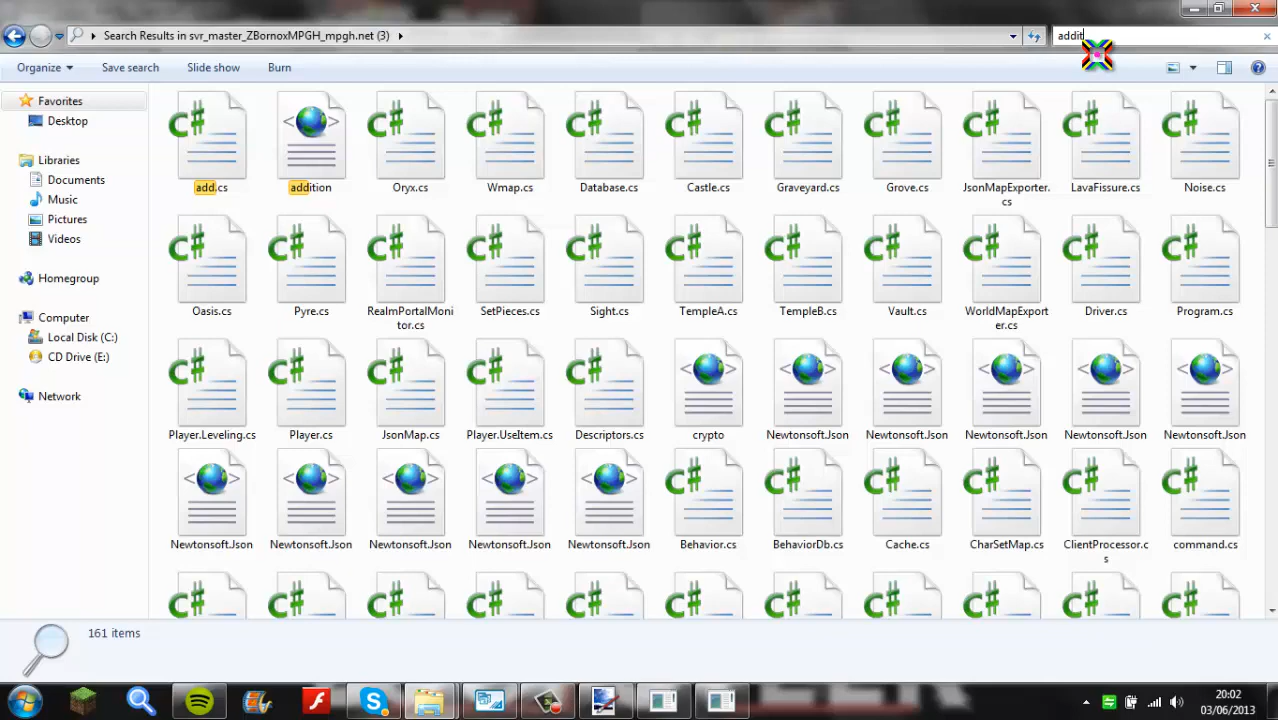 Search Results in svr_master_ZBornoxMPGH_mpgh.net (3)
addit
Organize
Save search
Slide show
Burn
Favorites
Desktop
Libraries
Documents
Music
Pictures
Videos
Homegroup
Computer
Local Disk (C:)
CD Drive (E:)
Network
add.cs
addition
Oryx.cs
Wmap.cs
Database.cs
Castle.cs
Graveyard.cs
Grove.cs
JsonMapExporter.
cs
LavaFissure.cs
Noise.cs
Oasis.cs
Pyre.cs
RealmPortalMoni
tor.cs
SetPieces.cs
Sight.cs
TempleA.cs
TempleB.cs
Vault.cs
WorldMapExport
er.cs
Driver.cs
Program.cs
Player.Leveling.cs
Player.cs
JsonMap.cs
Player.UseItem.cs
Descriptors.cs
crypto
Newtonsoft.Json
Newtonsoft.Json
Newtonsoft.Json
Newtonsoft.Json
Newtonsoft.Json
Newtonsoft.Json
Newtonsoft.Json
Newtonsoft.Json
Newtonsoft.Json
Newtonsoft.Json
Behavior.cs
BehaviorDb.cs
Cache.cs
CharSetMap.cs
ClientProcessor.c
s
command.cs
161 items
20:02
03/06/2013